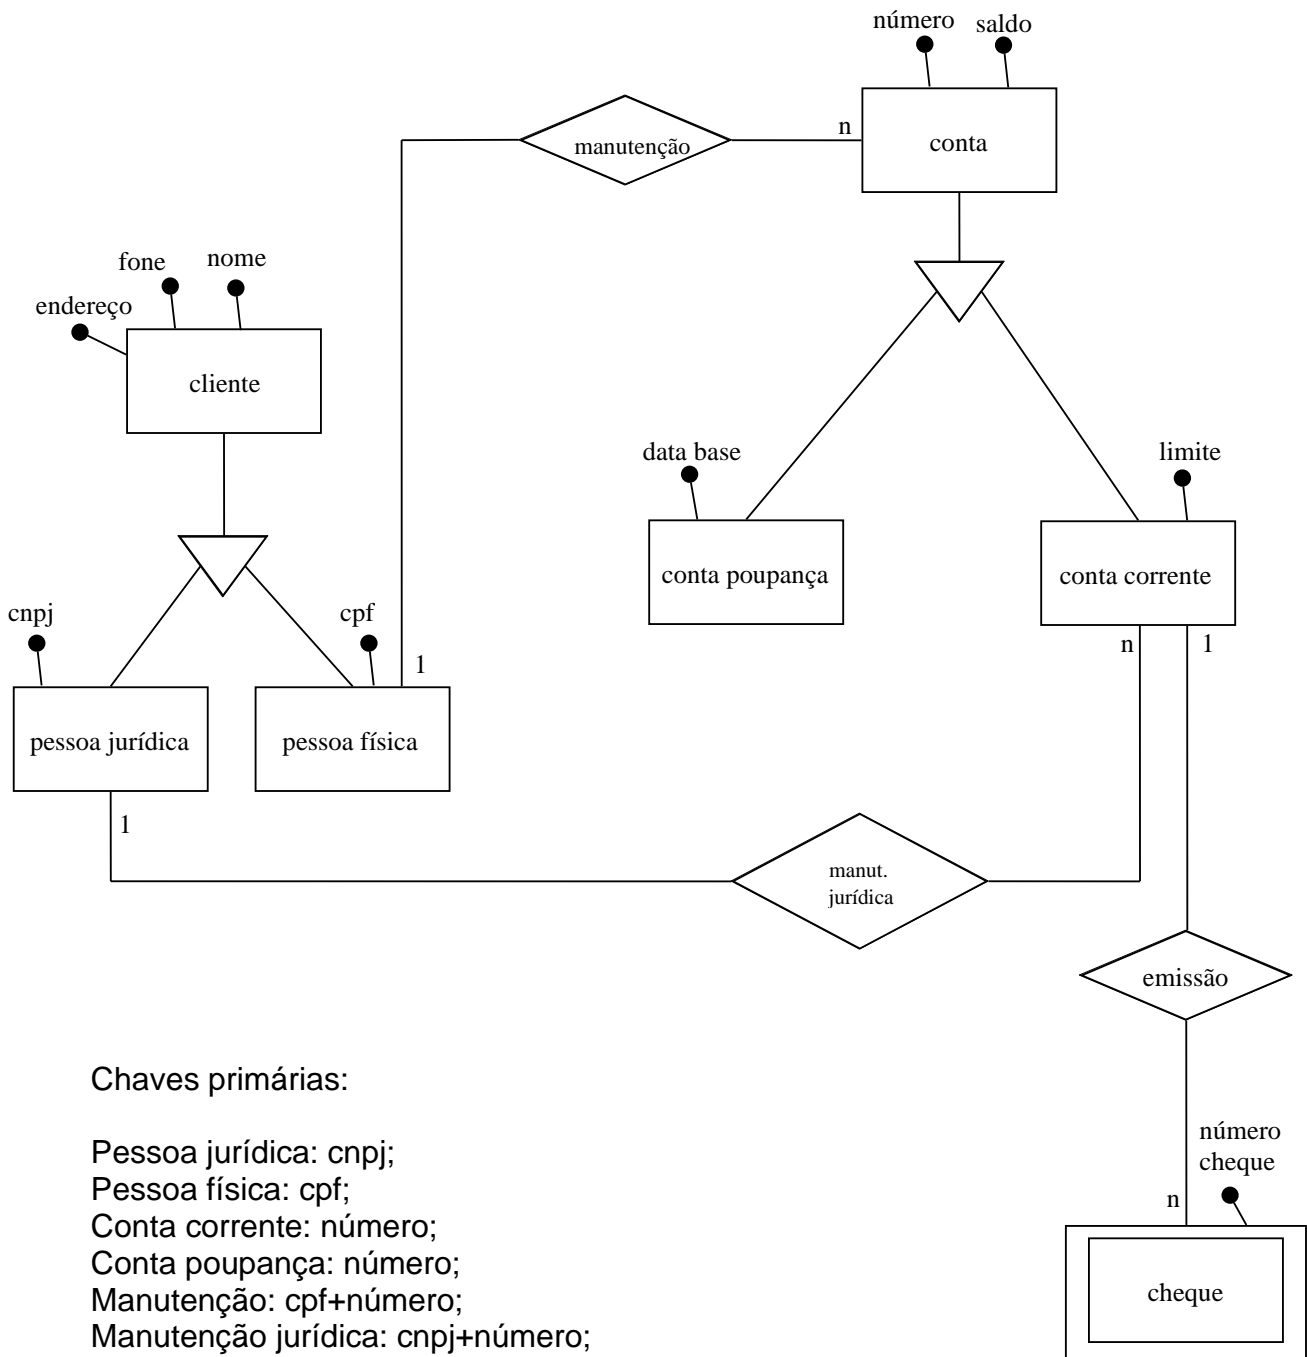 número
saldo
n
manutenção
conta
fone
nome
endereço
cliente
data base
limite
conta poupança
conta corrente
cnpj
cpf
1
n
1
pessoa jurídica
pessoa física
1
manut.
jurídica
emissão
Chaves primárias:
número
cheque
n
Pessoa jurídica: cnpj;
Pessoa física: cpf;
Conta corrente: número;
Conta poupança: número;
Manutenção: cpf+número;
Manutenção jurídica: cnpj+número;
cheque